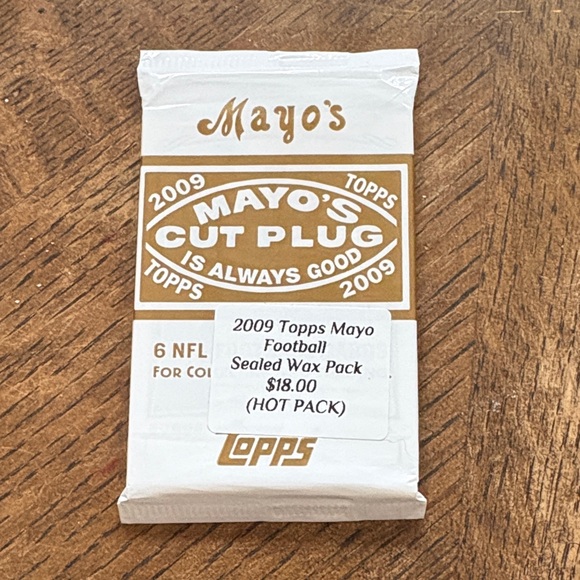 Mayo's
2009 TOPPS
MAYO'S
CUT PLUG
IS ALWAYS GOOD
TOPPS 2009
6 NFL
FOR
2009 Topps Mayo
Football
Sealed Wax Pack
$18.00
(HOT PACK)
TOPPS